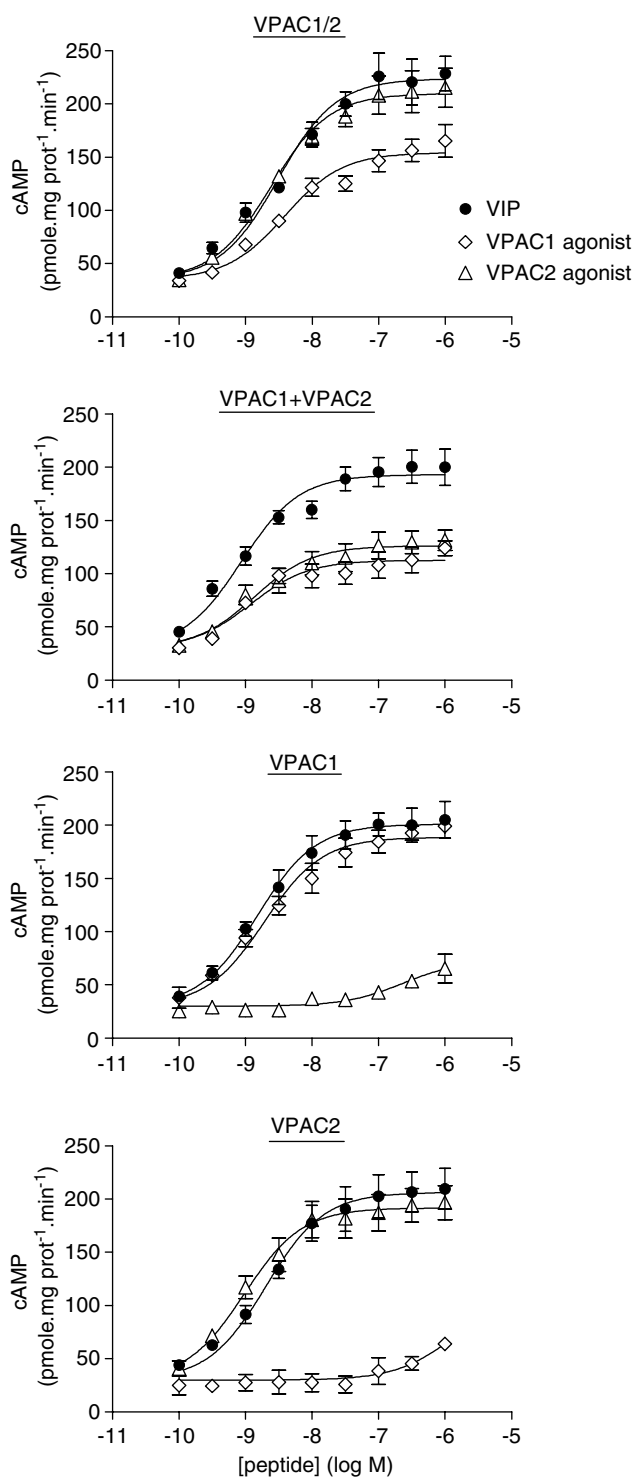 VPAC1/2
cAMP
(pmole.mg prot⁻¹.min⁻¹)
250
200
150
100
50
0
-11 -10 -9 -8 -7 -6 -5
VIP
VPAC1 agonist
VPAC2 agonist
VPAC1+VPAC2
cAMP
(pmole.mg prot⁻¹.min⁻¹)
250
200
150
100
50
0
-11 -10 -9 -8 -7 -6 -5
VPAC1
cAMP
(pmole.mg prot⁻¹.min⁻¹)
250
200
150
100
50
0
-11 -10 -9 -8 -7 -6 -5
VPAC2
cAMP
(pmole.mg prot⁻¹.min⁻¹)
250
200
150
100
50
0
-11 -10 -9 -8 -7 -6 -5
[peptide] (log M)